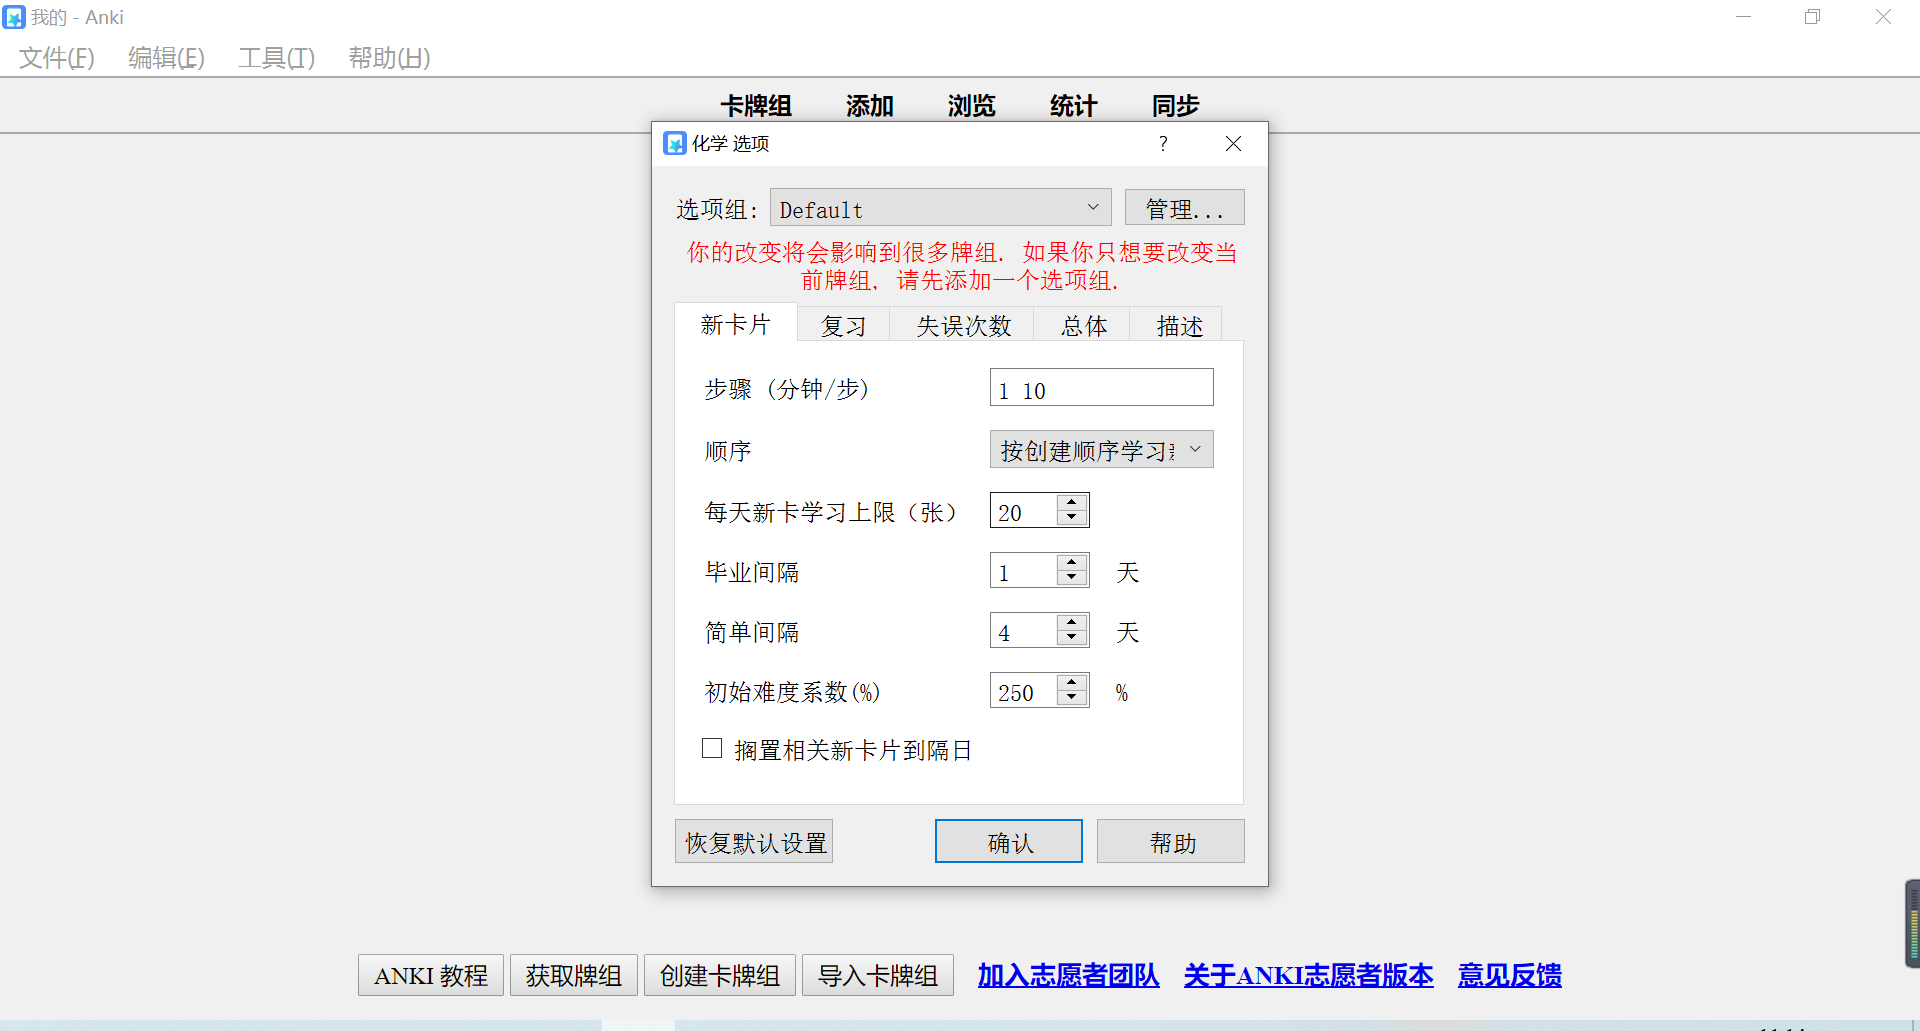 我的 - Anki
文件(F) 编辑(E) 工具(T) 帮助(H)
卡牌组 添加 浏览 统计 同步
化学 选项 ?
选项组: Default 管理...
你的改变将会影响到很多牌组. 如果你只想要改变当
前牌组, 请先添加一个选项组.
新卡片 复习 失误次数 总体 描述
步骤 (分钟/步) 1 10
顺序 按创建顺序学习
每天新卡学习上限（张） 20
毕业间隔 1 天
简单间隔 4 天
初始难度系数(%) 250 %
搁置相关新卡片到隔日
恢复默认设置 确认 帮助
ANKI 教程 获取牌组 创建卡牌组 导入卡牌组 加入志愿者团队 关于ANKI志愿者版本 意见反馈